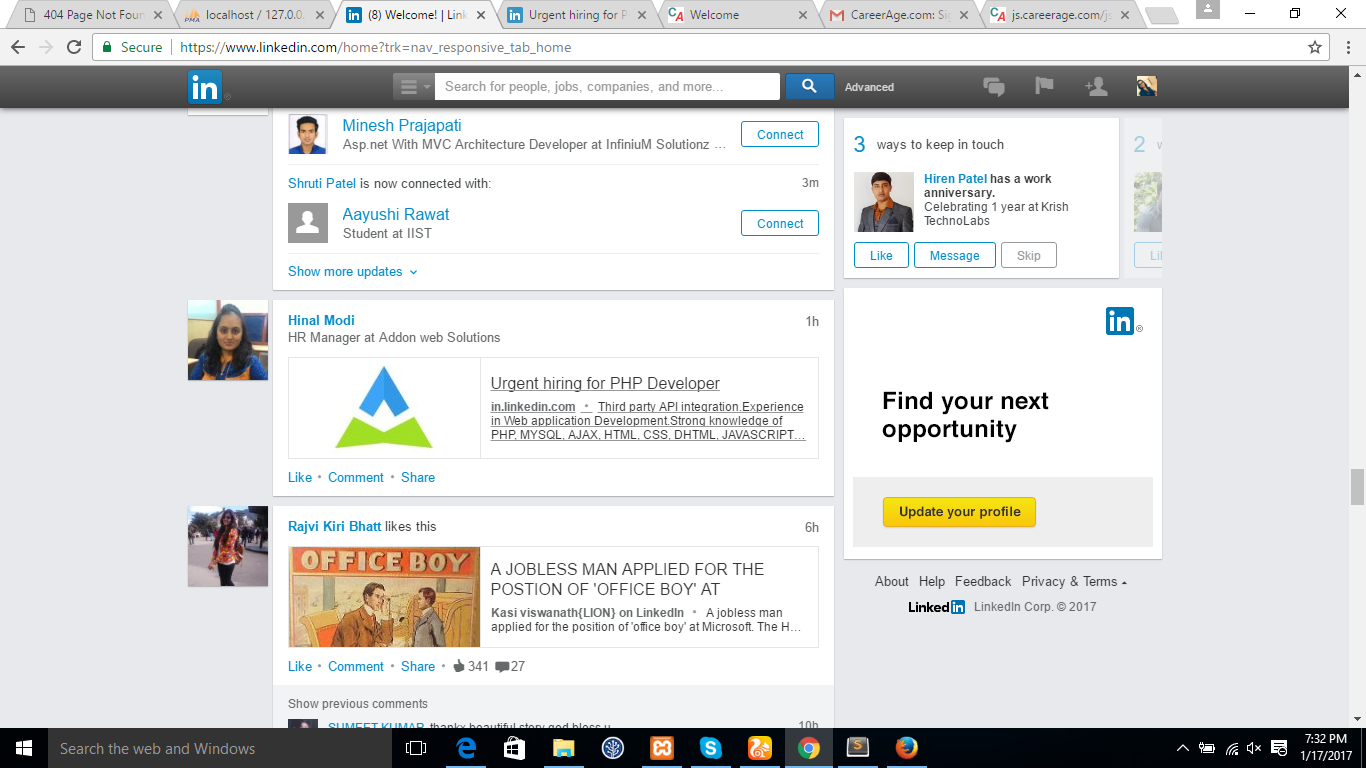 404 Page Not Foun
localhost / 127.0.0.
(8) Welcome! | Link
Urgent hiring for P
Welcome
CareerAge.com: Sig
js.careerage.com/js
Secure
https://www.linkedin.com/home?trk=nav_responsive_tab_home
in
Search for people, jobs, companies, and more...
Advanced
Minesh Prajapati
Asp.net With MVC Architecture Developer at InfiniuM Solutionz ...
Connect
Shruti Patel is now connected with:
3m
Aayushi Rawat
Student at IIST
Connect
Show more updates
Hinal Modi
1h
HR Manager at Addon web Solutions
Urgent hiring for PHP Developer
in.linkedin.com • Third party API integration.Experience
in Web application Development.Strong knowledge of
PHP, MYSQL, AJAX, HTML, CSS, DHTML, JAVASCRIPT...
Like • Comment • Share
Rajvi Kiri Bhatt likes this
6h
OFFICE BOY
A JOBLESS MAN APPLIED FOR THE
POSTION OF 'OFFICE BOY' AT
Kasi viswanath{LION} on LinkedIn • A jobless man
applied for the position of 'office boy' at Microsoft. The H...
Like • Comment • Share • 341 27
Show previous comments
SUMEET KUMAR thankx beautiful story god bless u
10h
3 ways to keep in touch
2
Hiren Patel has a work
anniversary.
Celebrating 1 year at Krish
TechnoLabs
Like
Message
Skip
Li
in ®
Find your next
opportunity
Update your profile
About Help Feedback Privacy & Terms
Linked in LinkedIn Corp. © 2017
Search the web and Windows
7:32 PM
1/17/2017